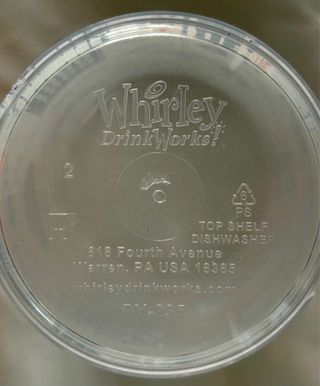 Whirley
DrinkWorks!
2
6
PS
TOP SHELF
DISHWASHER
618 Fourth Avenue
Warren, PA USA 16365
whirleydrinkworks.com